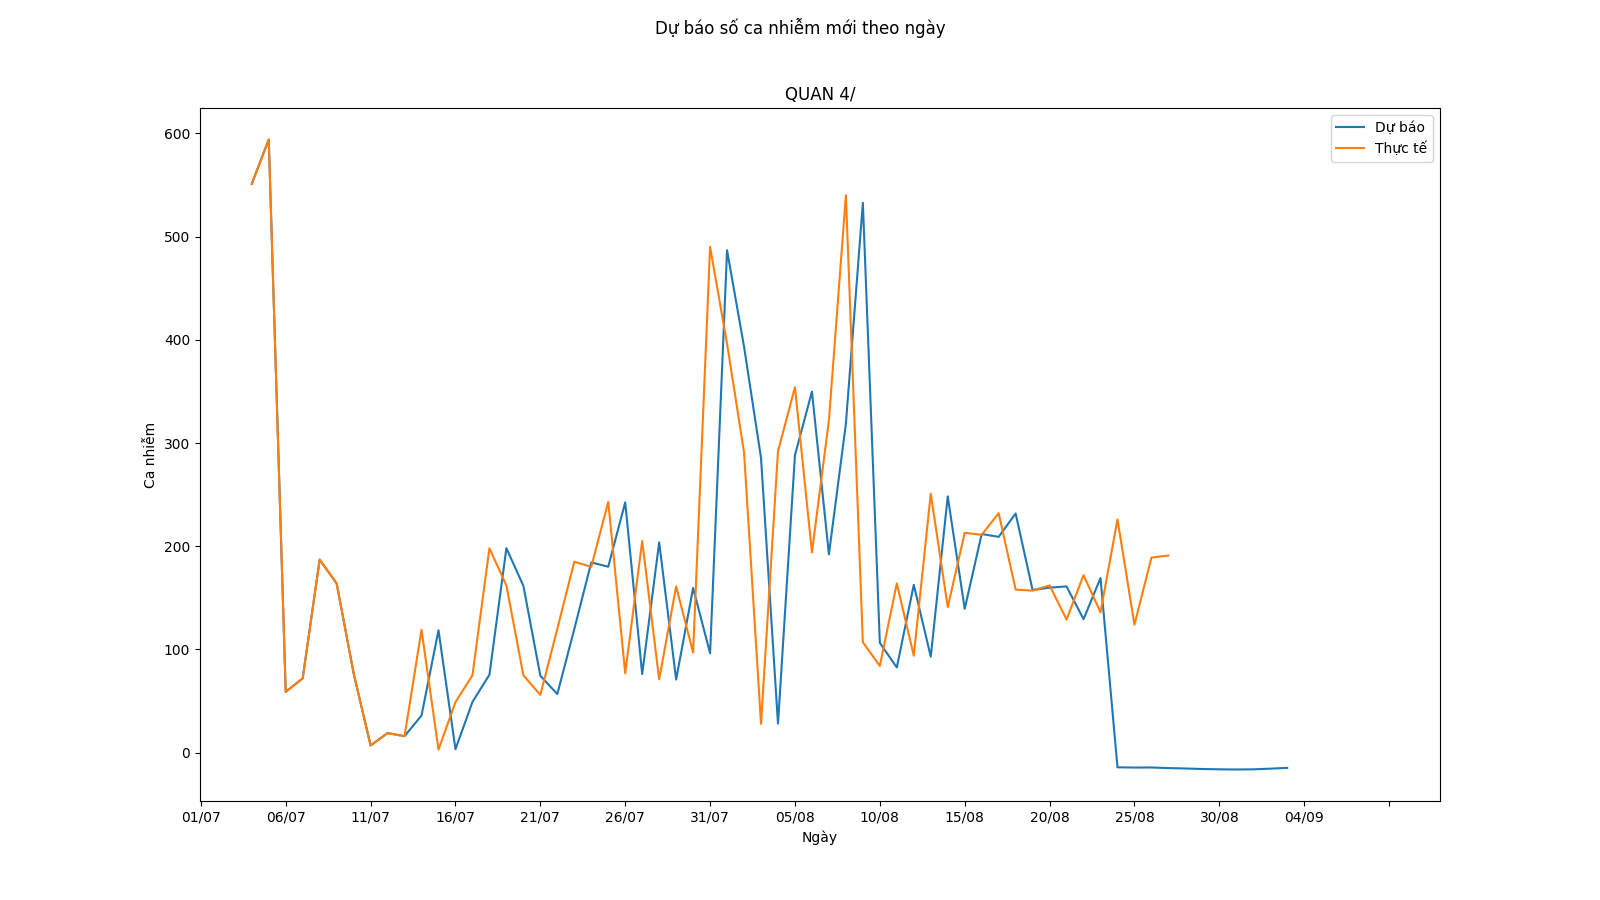 Dự báo số ca nhiễm mới theo ngày
QUAN 4/
Dự báo
Thực tế
Ca nhiễm
600
500
400
300
200
100
0
01/07 06/07 11/07 16/07 21/07 26/07 31/07 05/08 10/08 15/08 20/08 25/08 30/08 04/09
Ngày